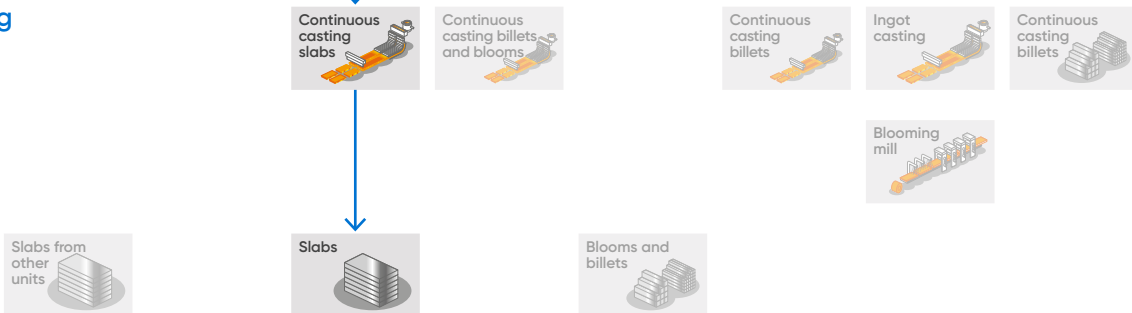 Continuous
casting
slabs
Continuous
casting billets
and blooms
Continuous
casting
billets
Ingot
casting
Continuous
casting
billets
Blooming
mill
Slabs from
other
units
Slabs
Blooms and
billets